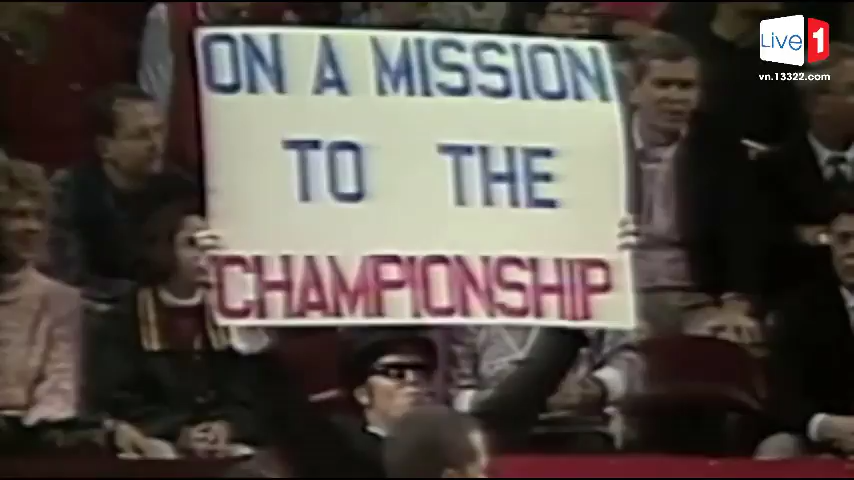 ON A MISSION
TO THE
CHAMPIONSHIP
Live 1
vn.13322.com